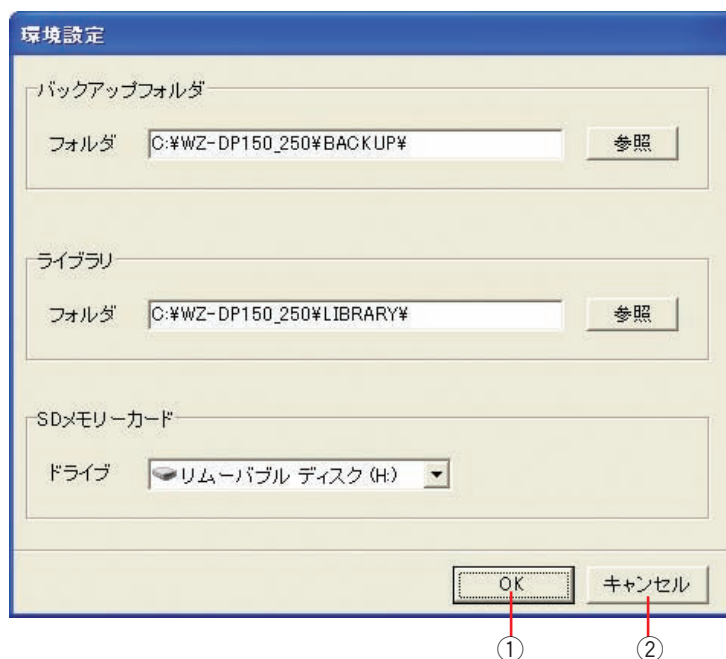 環境設定
バックアップフォルダ
フォルダ C:¥WZ-DP150_250¥BACKUP¥ 参照
ライブラリ
フォルダ C:¥WZ-DP150_250¥LIBRARY¥ 参照
SDメモリーカード
ドライブ リムーバブル ディスク (H:)
OK キャンセル
① ②